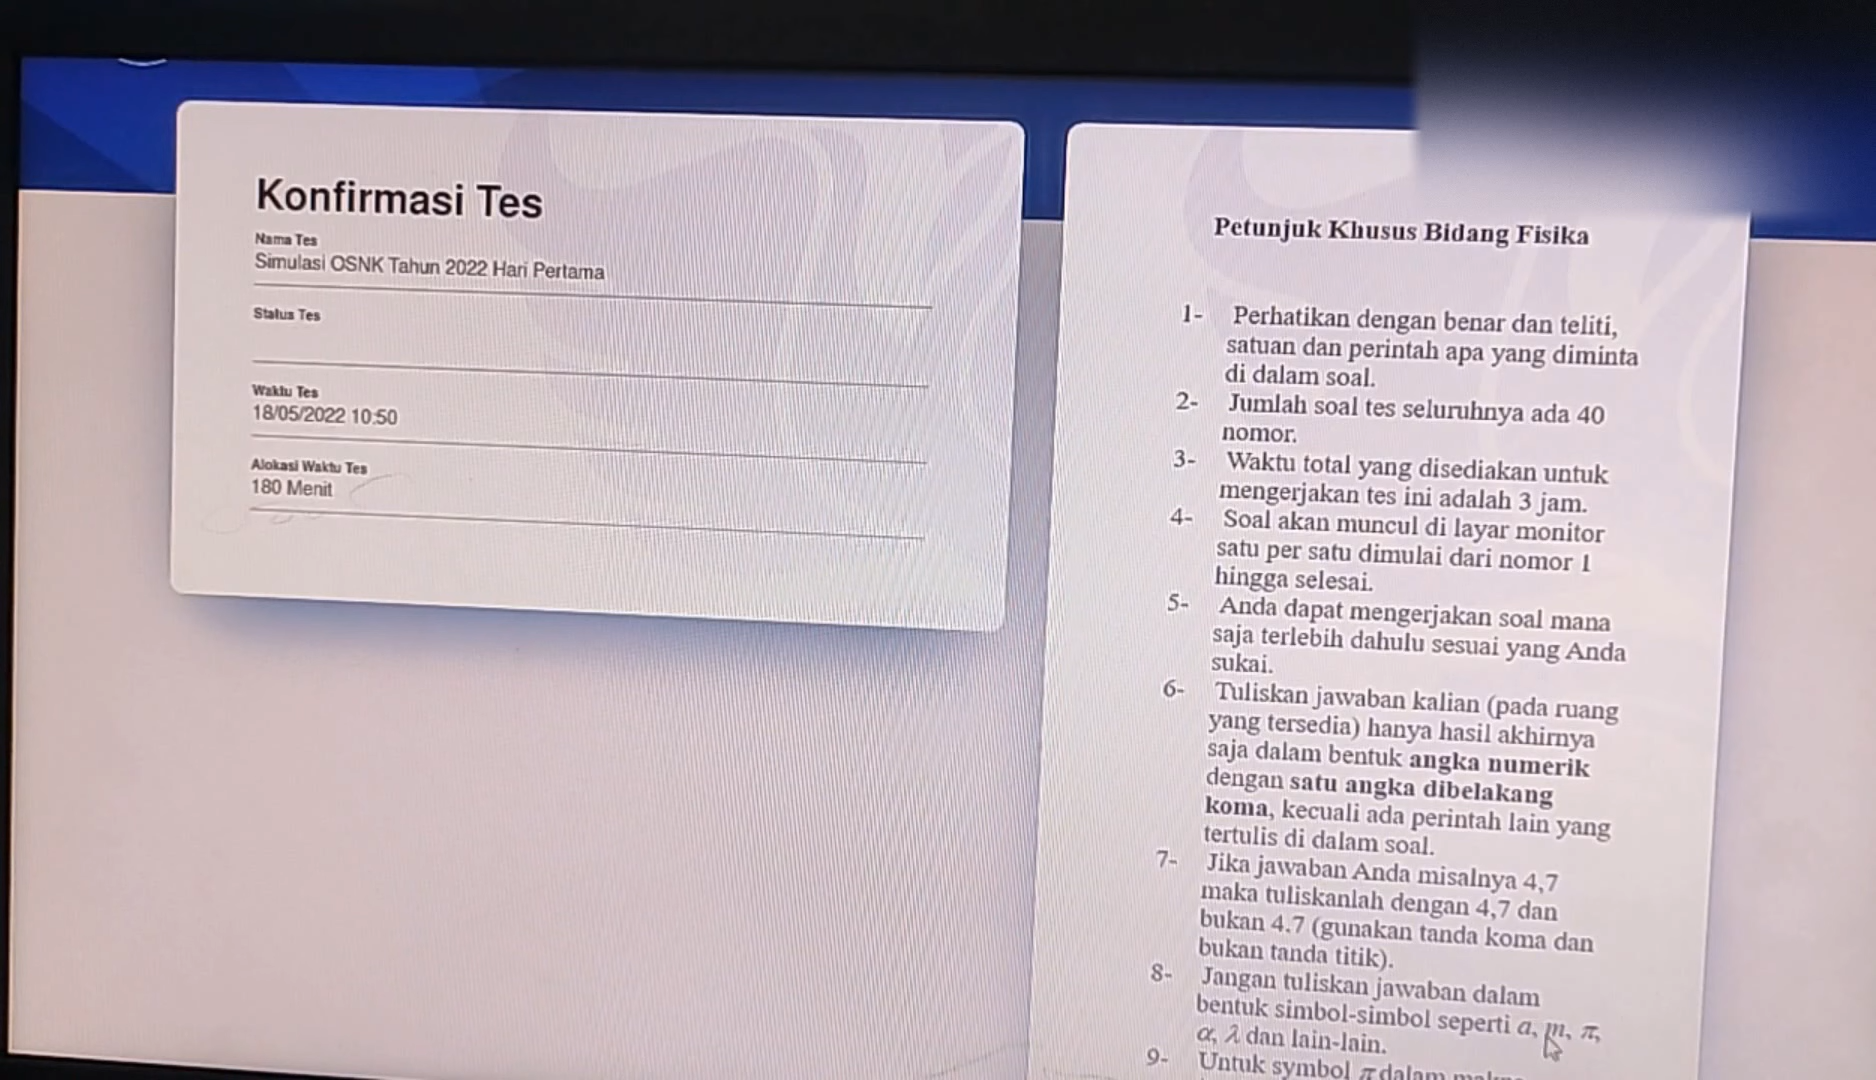 Konfirmasi Tes
Nama Tes
Simulasi OSNK Tahun 2022 Hari Pertama
Status Tes
Waktu Tes
18/05/2022 10:50
Alokasi Waktu Tes
180 Menit
Petunjuk Khusus Bidang Fisika
1- Perhatikan dengan benar dan teliti,
satuan dan perintah apa yang diminta
di dalam soal.
2- Jumlah soal tes seluruhnya ada 40
nomor.
3- Waktu total yang disediakan untuk
mengerjakan tes ini adalah 3 jam.
4- Soal akan muncul di layar monitor
satu per satu dimulai dari nomor 1
hingga selesai.
5- Anda dapat mengerjakan soal mana
saja terlebih dahulu sesuai yang Anda
sukai.
6- Tuliskan jawaban kalian (pada ruang
yang tersedia) hanya hasil akhirnya
saja dalam bentuk angka numerik
dengan satu angka dibelakang
koma, kecuali ada perintah lain yang
tertulis di dalam soal.
7- Jika jawaban Anda misalnya 4,7
maka tuliskanlah dengan 4,7 dan
bukan 4.7 (gunakan tanda koma dan
bukan tanda titik).
8- Jangan tuliskan jawaban dalam
bentuk simbol-simbol seperti a, m, π,
α, λ dan lain-lain.
9- Untuk symbol π dalam